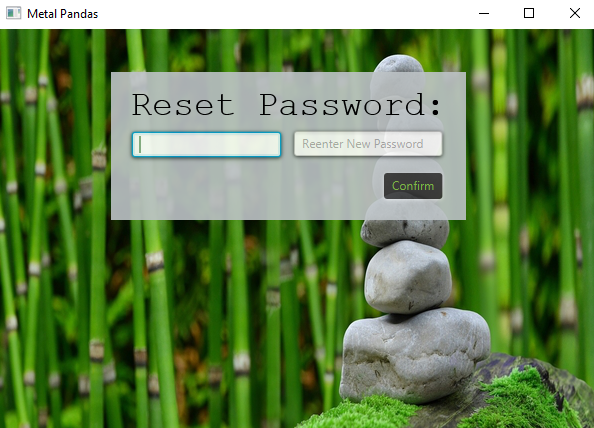 Metal Pandas
Reset Password:
Reenter New Password
Confirm